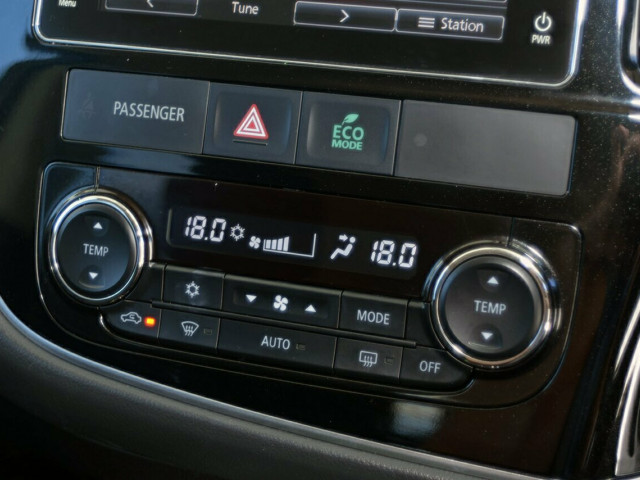 Menu
Tune
Station
PWR
PASSENGER
ECO
MODE
18.0
18.0
TEMP
TEMP
MODE
AUTO
OFF